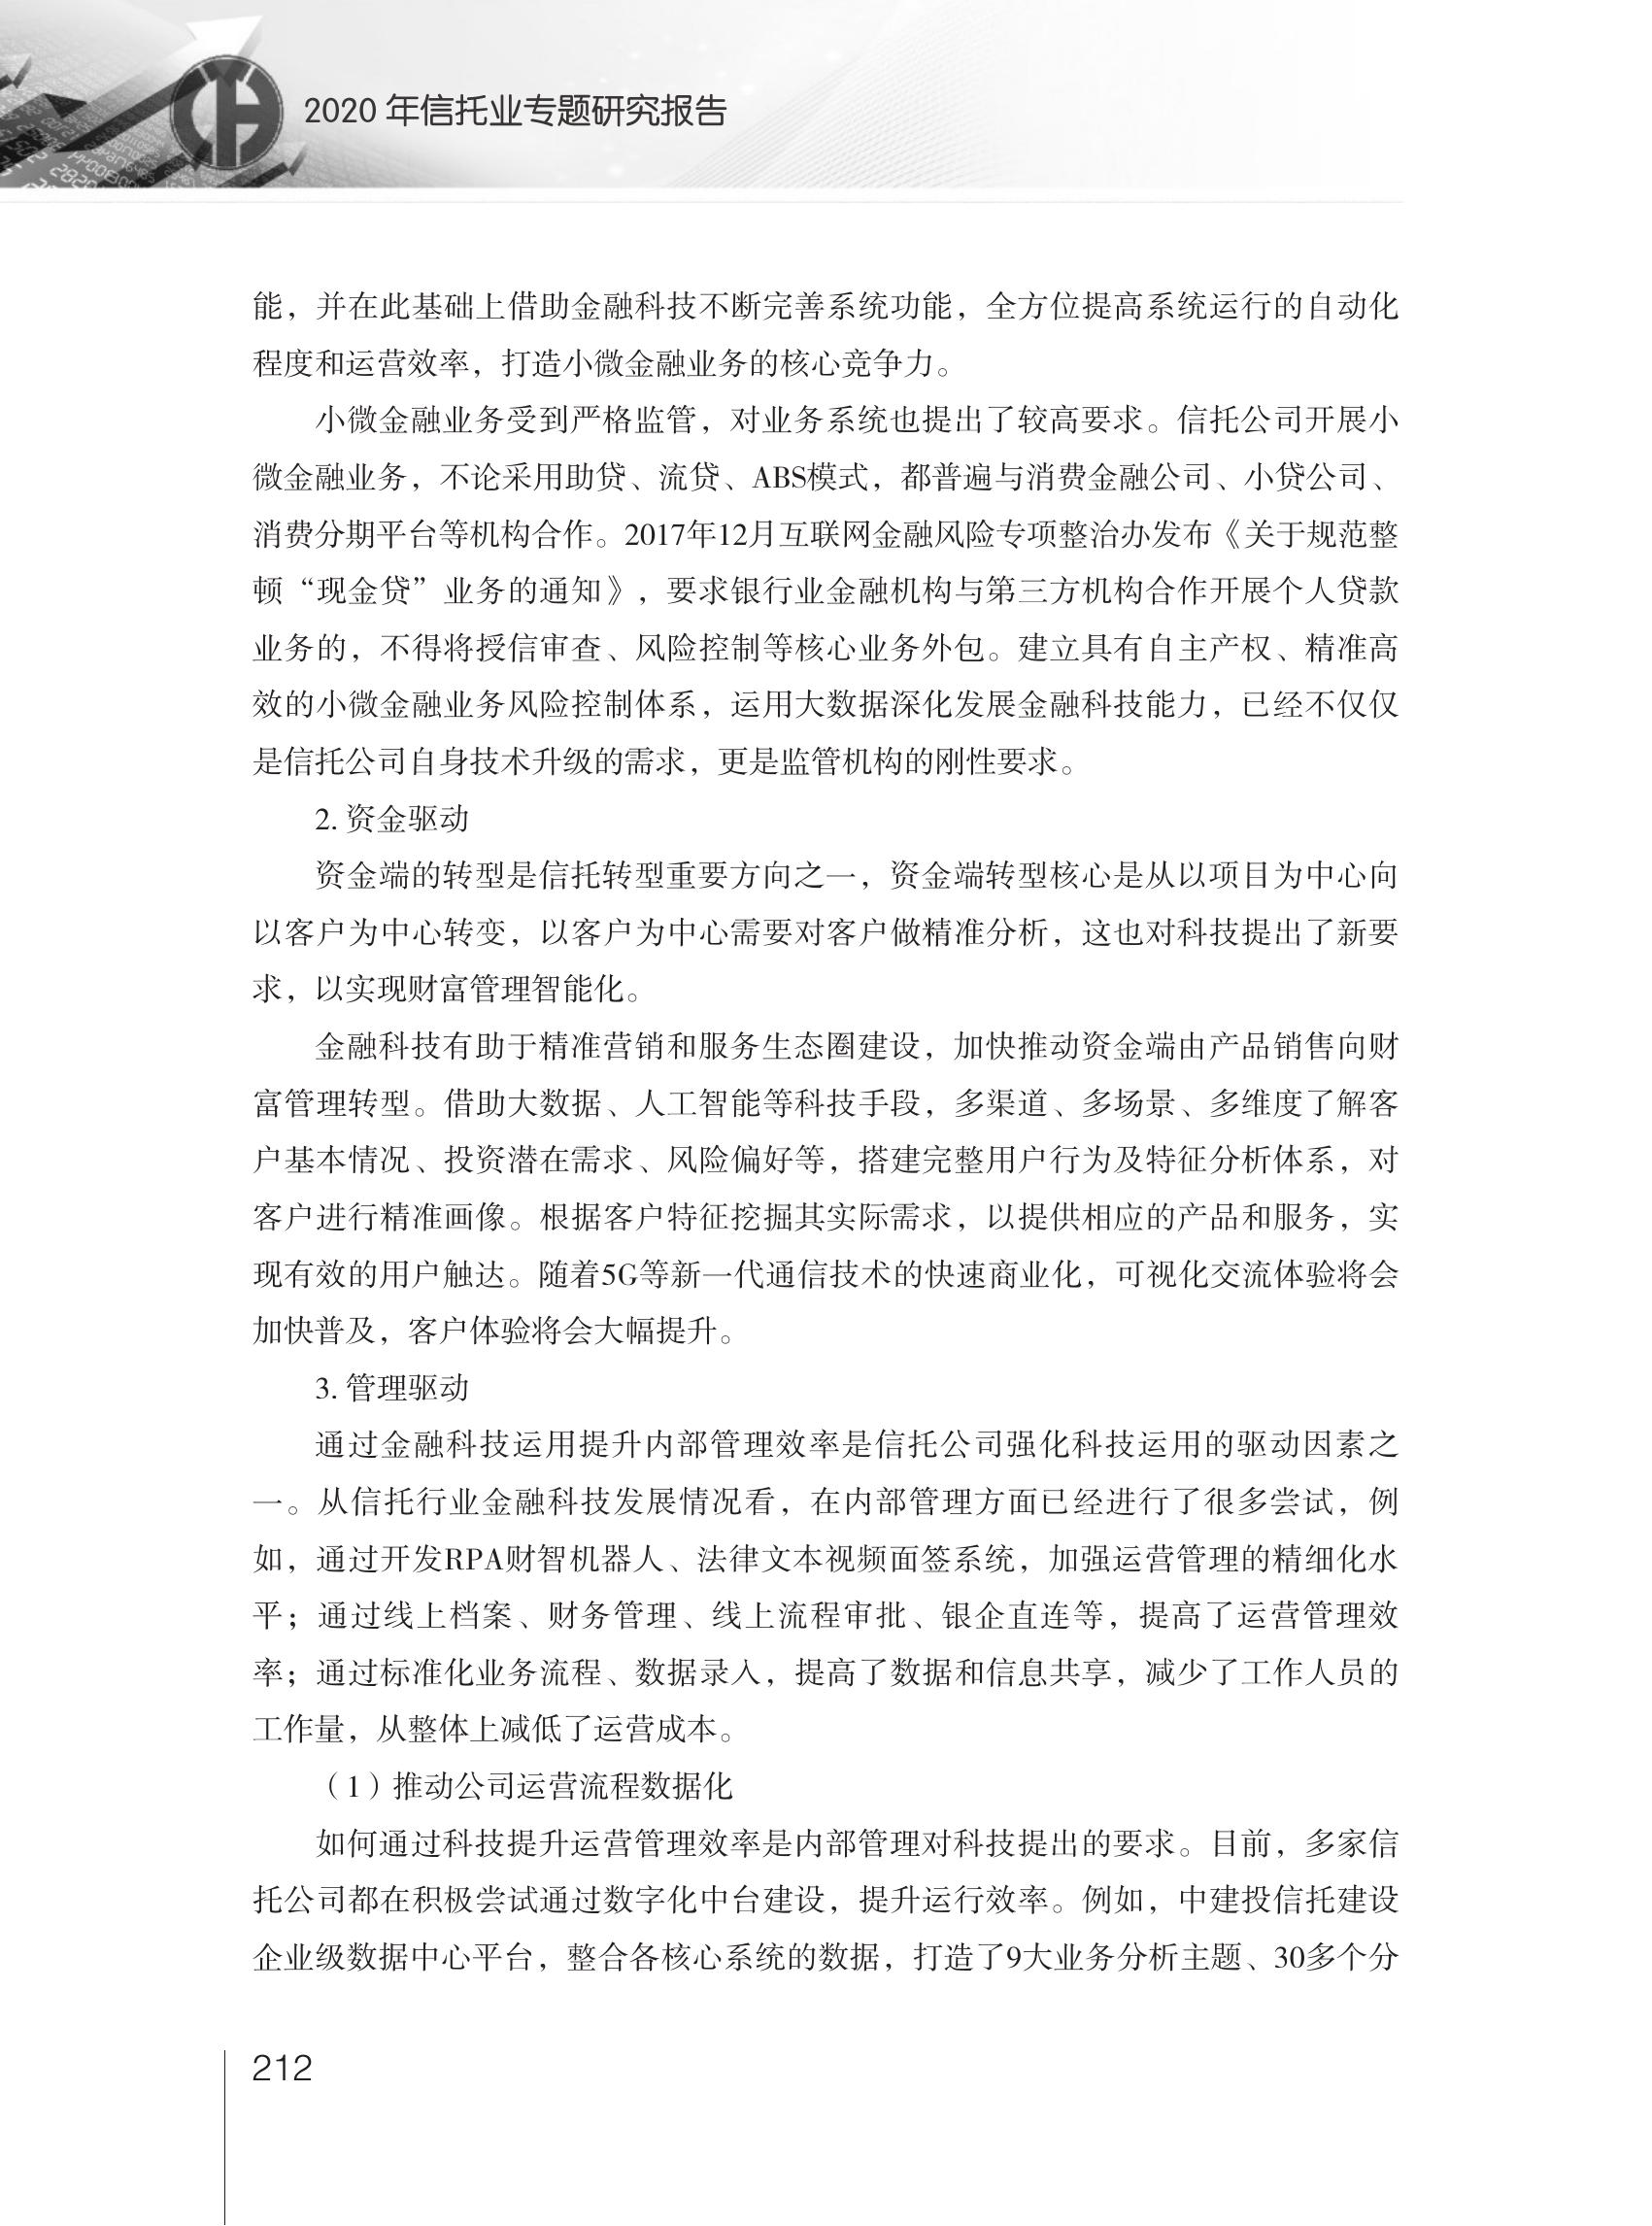 2020 年信托业专题研究报告
能，并在此基础上借助金融科技不断完善系统功能，全方位提高系统运行的自动化
程度和运营效率，打造小微金融业务的核心竞争力。
小微金融业务受到严格监管，对业务系统也提出了较高要求。信托公司开展小
微金融业务，不论采用助贷、流贷、ABS模式，都普遍与消费金融公司、小贷公司、
消费分期平台等机构合作。2017年12月互联网金融风险专项整治办发布《关于规范整
顿“现金贷”业务的通知》，要求银行业金融机构与第三方机构合作开展个人贷款
业务的，不得将授信审查、风险控制等核心业务外包。建立具有自主产权、精准高
效的小微金融业务风险控制体系，运用大数据深化发展金融科技能力，已经不仅仅
是信托公司自身技术升级的需求，更是监管机构的刚性要求。
2. 资金驱动
资金端的转型是信托转型重要方向之一，资金端转型核心是从以项目为中心向
以客户为中心转变，以客户为中心需要对客户做精准分析，这也对科技提出了新要
求，以实现财富管理智能化。
金融科技有助于精准营销和服务生态圈建设，加快推动资金端由产品销售向财
富管理转型。借助大数据、人工智能等科技手段，多渠道、多场景、多维度了解客
户基本情况、投资潜在需求、风险偏好等，搭建完整用户行为及特征分析体系，对
客户进行精准画像。根据客户特征挖掘其实际需求，以提供相应的产品和服务，实
现有效的用户触达。随着5G等新一代通信技术的快速商业化，可视化交流体验将会
加快普及，客户体验将会大幅提升。
3. 管理驱动
通过金融科技运用提升内部管理效率是信托公司强化科技运用的驱动因素之
一。从信托行业金融科技发展情况看，在内部管理方面已经进行了很多尝试，例
如，通过开发RPA财智机器人、法律文本视频面签系统，加强运营管理的精细化水
平；通过线上档案、财务管理、线上流程审批、银企直连等，提高了运营管理效
率；通过标准化业务流程、数据录入，提高了数据和信息共享，减少了工作人员的
工作量，从整体上减低了运营成本。
（1）推动公司运营流程数据化
如何通过科技提升运营管理效率是内部管理对科技提出的要求。目前，多家信
托公司都在积极尝试通过数字化中台建设，提升运行效率。例如，中建投信托建设
企业级数据中心平台，整合各核心系统的数据，打造了9大业务分析主题、30多个分
212